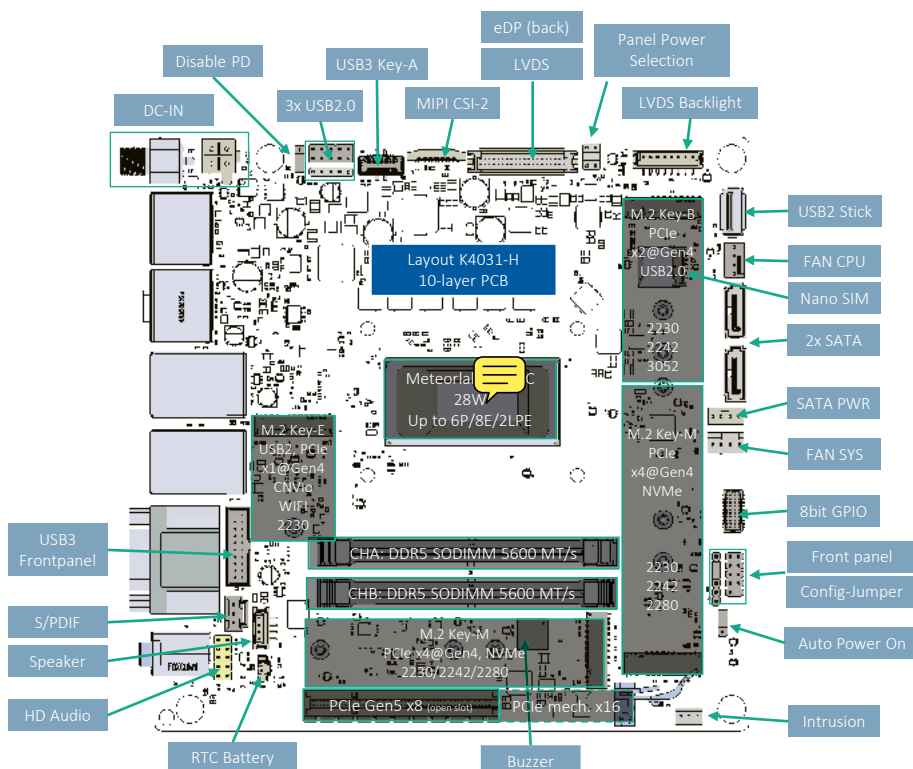 eDP (back)
Panel Power
Selection
Disable PD
USB3 Key-A
LVDS
DC-IN
3x USB2.0
MIPI CSI-2
LVDS Backlight
M.2 Key-B
PCIe
x2@Gen4
USB2.0
USB2 Stick
Layout K4031-H
10-layer PCB
FAN CPU
Nano SIM
2230
2242
3052
2x SATA
28W
Up to 6P/8E/2LPE
SATA PWR
M.2 Key-E
USB2, PCIe
x1@Gen4
CNVio
WIFI
2230
M.2 Key-M
PCIe
x4@Gen4
NVMe
FAN SYS
8bit GPIO
USB3
Frontpanel
CHA: DDR5 SODIMM 5600 MT/s
Front panel
2230
2242
2280
CHB: DDR5 SODIMM 5600 MT/s
Config-Jumper
S/PDIF
M.2 Key-M
PCIe x4@Gen4, NVMe
2230/2242/2280
Auto Power On
Speaker
FOXCONN
HD Audio
PCIe Gen5 x8 (open slot)
PCIe mech. x16
Intrusion
RTC Battery
Buzzer